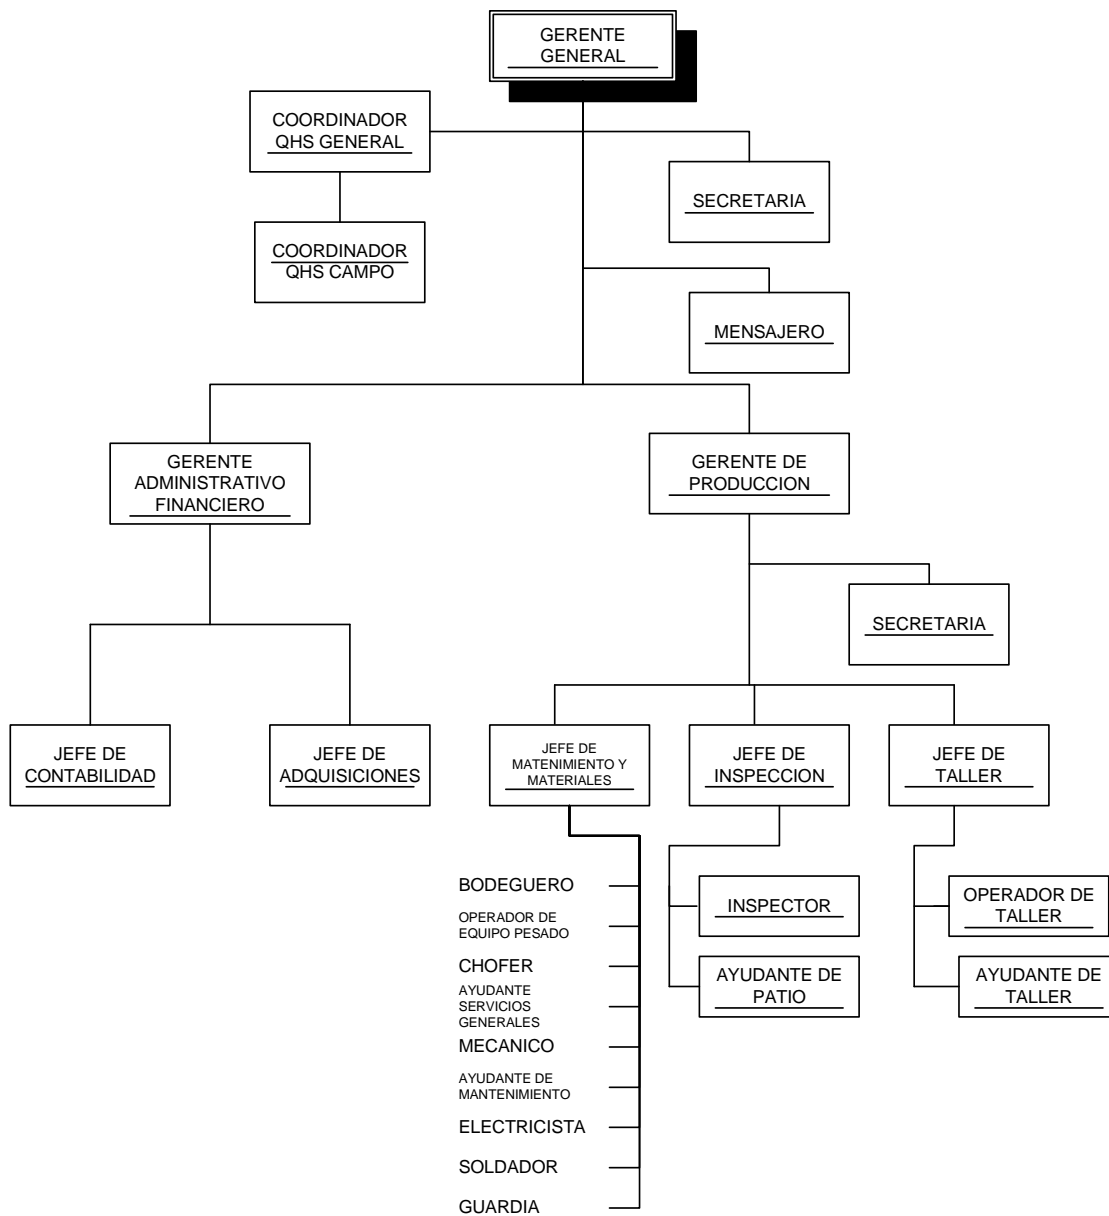 GERENTE
GENERAL
COORDINADOR
QHS GENERAL
SECRETARIA
COORDINADOR
QHS CAMPO
MENSAJERO
GERENTE
ADMINISTRATIVO
FINANCIERO
GERENTE DE
PRODUCCION
SECRETARIA
JEFE DE
CONTABILIDAD
JEFE DE
ADQUISICIONES
JEFE DE
MATENIMIENTO Y
MATERIALES
JEFE DE
INSPECCION
JEFE DE
TALLER
BODEGUERO
OPERADOR DE
EQUIPO PESADO
CHOFER
AYUDANTE
SERVICIOS
GENERALES
MECANICO
AYUDANTE DE
MANTENIMIENTO
ELECTRICISTA
SOLDADOR
GUARDIA
INSPECTOR
AYUDANTE DE
PATIO
OPERADOR DE
TALLER
AYUDANTE DE
TALLER